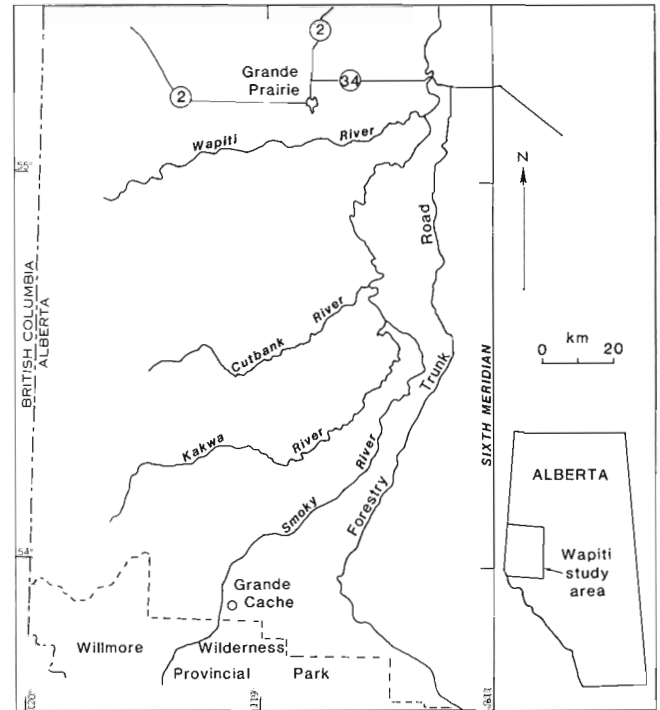 2
Grande
Prairie
34
2
Wapiti River
55°
N
Road
BRITISH COLUMBIA
ALBERTA
km
0 20
Cutbank River
Trunk
SIXTH MERIDIAN
Kakwa River
Smoky River
Forestry
ALBERTA
Wapiti
study
area
54°
Grande
Cache
Willmore Wilderness
Provincial Park
120°
119°
118°